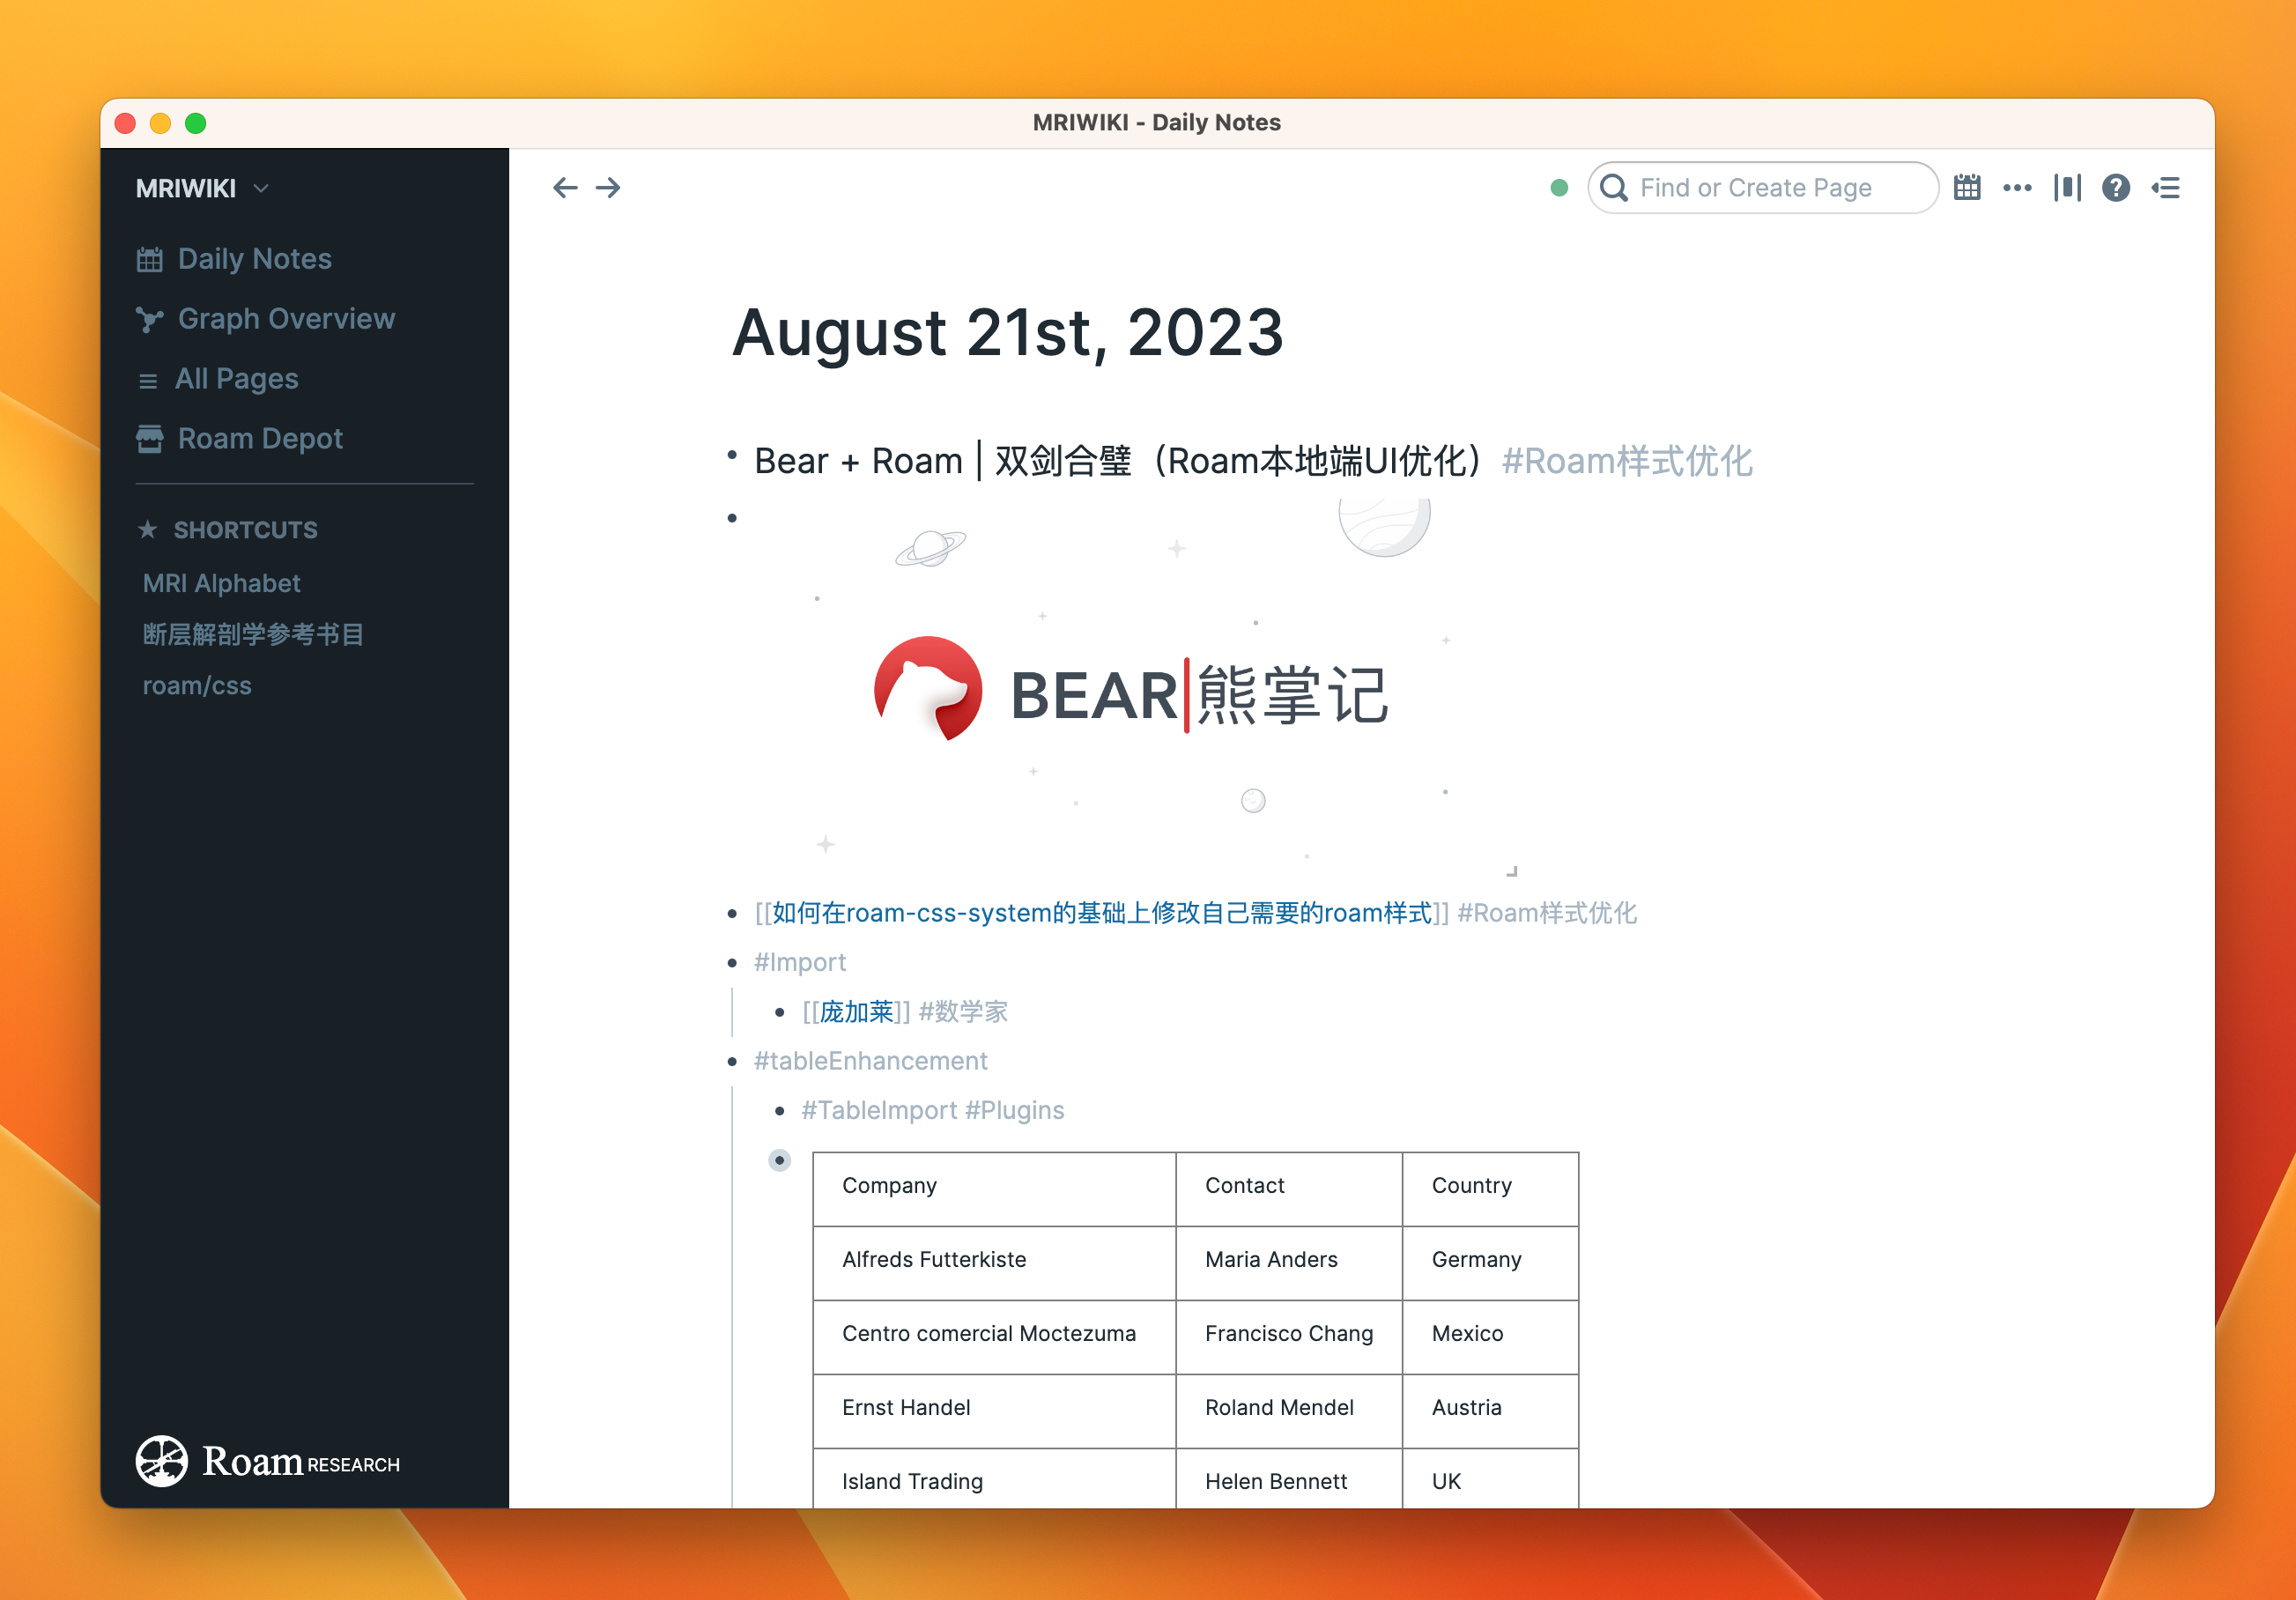 MRIWIKI - Daily Notes
MRIWIKI
Find or Create Page
Daily Notes
Graph Overview
All Pages
Roam Depot
SHORTCUTS
MRI Alphabet
断层解剖学参考书目
roam/css
Roam RESEARCH
August 21st, 2023
Bear + Roam | 双剑合璧（Roam本地端UI优化）#Roam样式优化
BEAR|熊掌记
[[如何在roam-css-system的基础上修改自己需要的roam样式]] #Roam样式优化
#Import
[[庞加莱]] #数学家
#tableEnhancement
#TableImport #Plugins
Company Contact Country
Alfreds Futterkiste Maria Anders Germany
Centro comercial Moctezuma Francisco Chang Mexico
Ernst Handel Roland Mendel Austria
Island Trading Helen Bennett UK